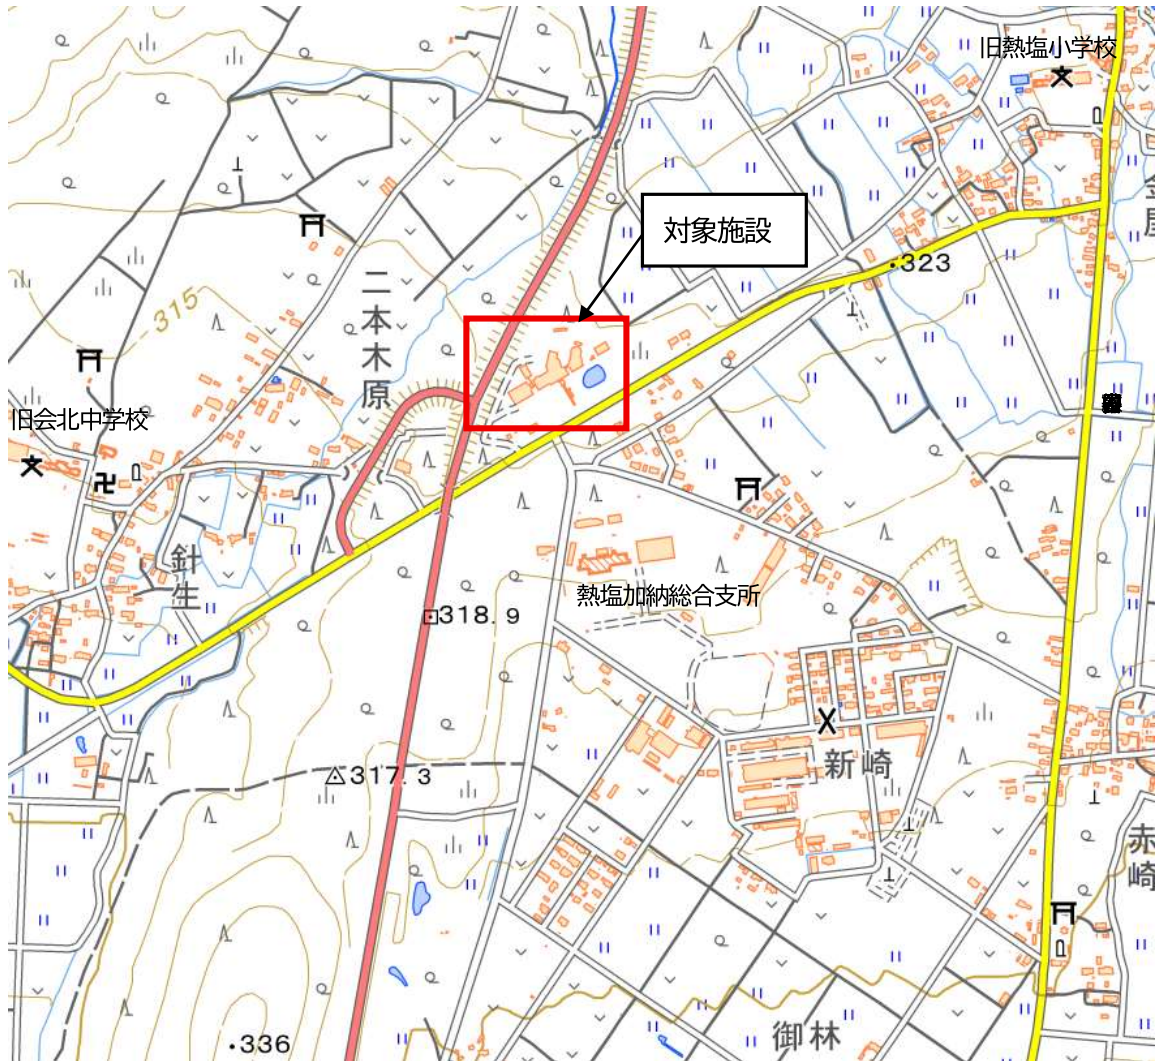 旧熱塩小学校
金屋
対象施設
323
二本木原
315
旧会北中学校
針生
熱塩加納総合支所
318.9
新崎
317.3
赤崎
御林
336